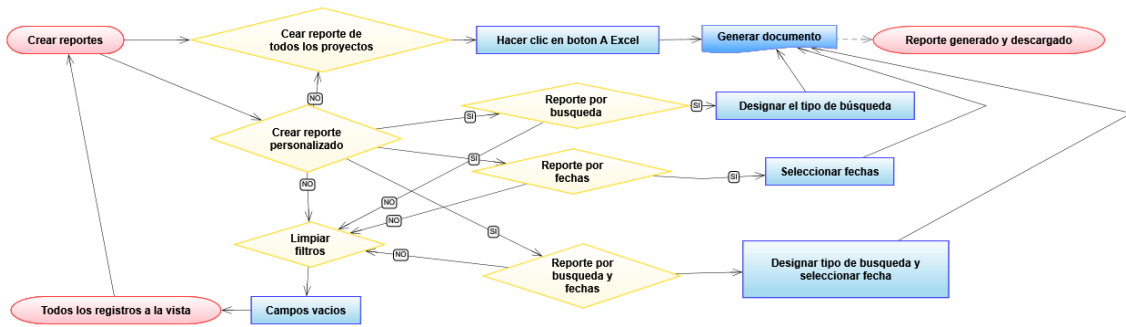 Crear reportes
Cear reporte de
todos los proyectos
Hacer clic en boton A Excel
Generar documento
Reporte generado y descargado
NO
Crear reporte
personalizado
SI
Reporte por
busqueda
SI
Designar el tipo de búsqueda
SI
Reporte por
fechas
SI
Seleccionar fechas
NO
NO
NO
Limpiar
filtros
SI
NO
Reporte por
busqueda y
fechas
Designar tipo de busqueda y
seleccionar fecha
Campos vacios
Todos los registros a la vista